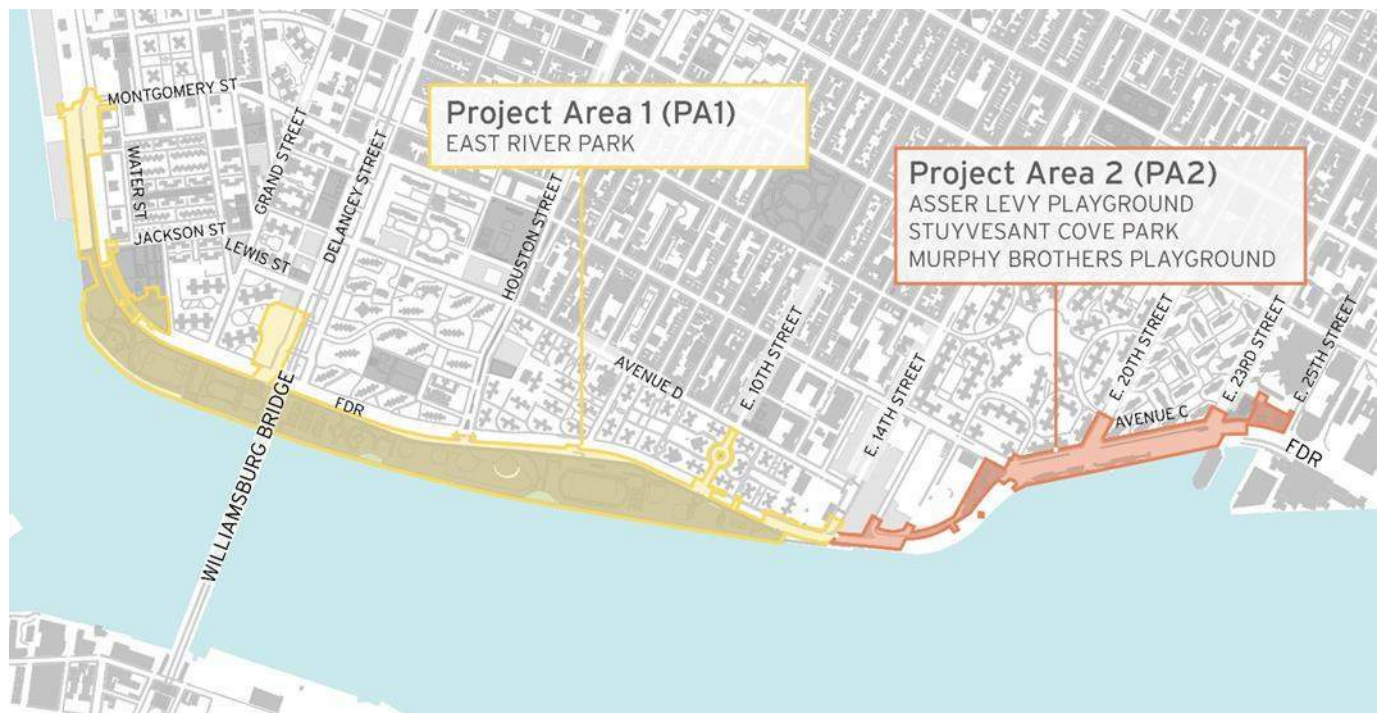 MONTGOMERY ST
WATER ST
JACKSON ST
GRAND STREET
LEWIS ST
DELANCEY STREET
HOUSTON STREET
Project Area 1 (PA1)
EAST RIVER PARK
Project Area 2 (PA2)
ASSER LEVY PLAYGROUND
STUYVESANT COVE PARK
MURPHY BROTHERS PLAYGROUND
AVENUE D
E. 10TH STREET
E. 14TH STREET
E. 20TH STREET
E. 23RD STREET
E. 25TH STREET
AVENUE C
FDR
FDR
WILLIAMSBURG BRIDGE